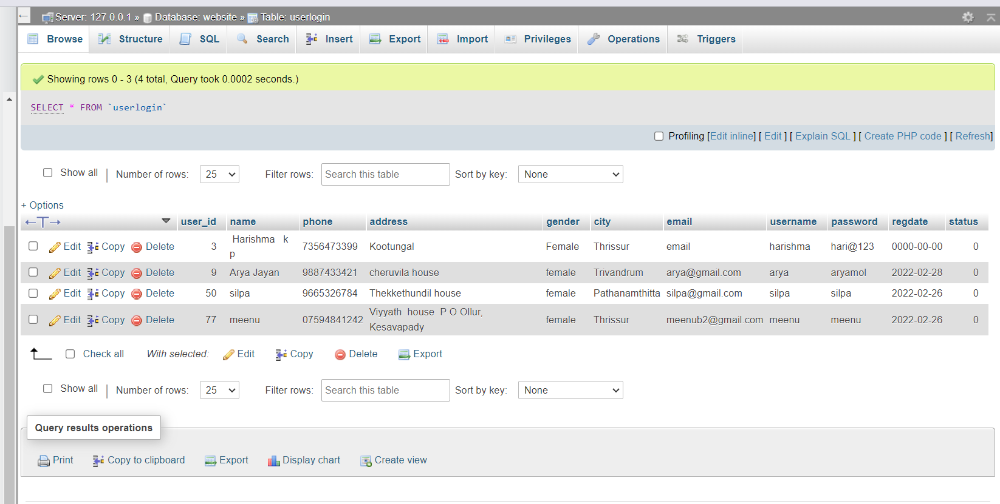 Server: 127.0.0.1 » Database: website » Table: userlogin
Browse Structure SQL Search Insert Export Import Privileges Operations Triggers
Showing rows 0 - 3 (4 total, Query took 0.0002 seconds.)
SELECT * FROM `userlogin`
Profiling [Edit inline] [ Edit ] [ Explain SQL ] [ Create PHP code ] [ Refresh]
Show all | Number of rows: 25 Filter rows: Search this table Sort by key: None
+ Options
←T→ user_id name phone address gender city email username password regdate status
Edit Copy Delete 3 Harishma k p 7356473399 Kootungal Female Thrissur email harishma hari@123 0000-00-00 0
Edit Copy Delete 9 Arya Jayan 9887433421 cheruvila house female Trivandrum arya@gmail.com arya aryamol 2022-02-28 0
Edit Copy Delete 50 silpa 9665326784 Thekkethundil house female Pathanamthitta silpa@gmail.com silpa silpa 2022-02-26 0
Edit Copy Delete 77 meenu 07594841242 Viyyath house P O Ollur, Kesavapady female Thrissur meenub2@gmail.com meenu meenu 2022-02-26 0
Check all With selected: Edit Copy Delete Export
Show all | Number of rows: 25 Filter rows: Search this table Sort by key: None
Query results operations
Print Copy to clipboard Export Display chart Create view